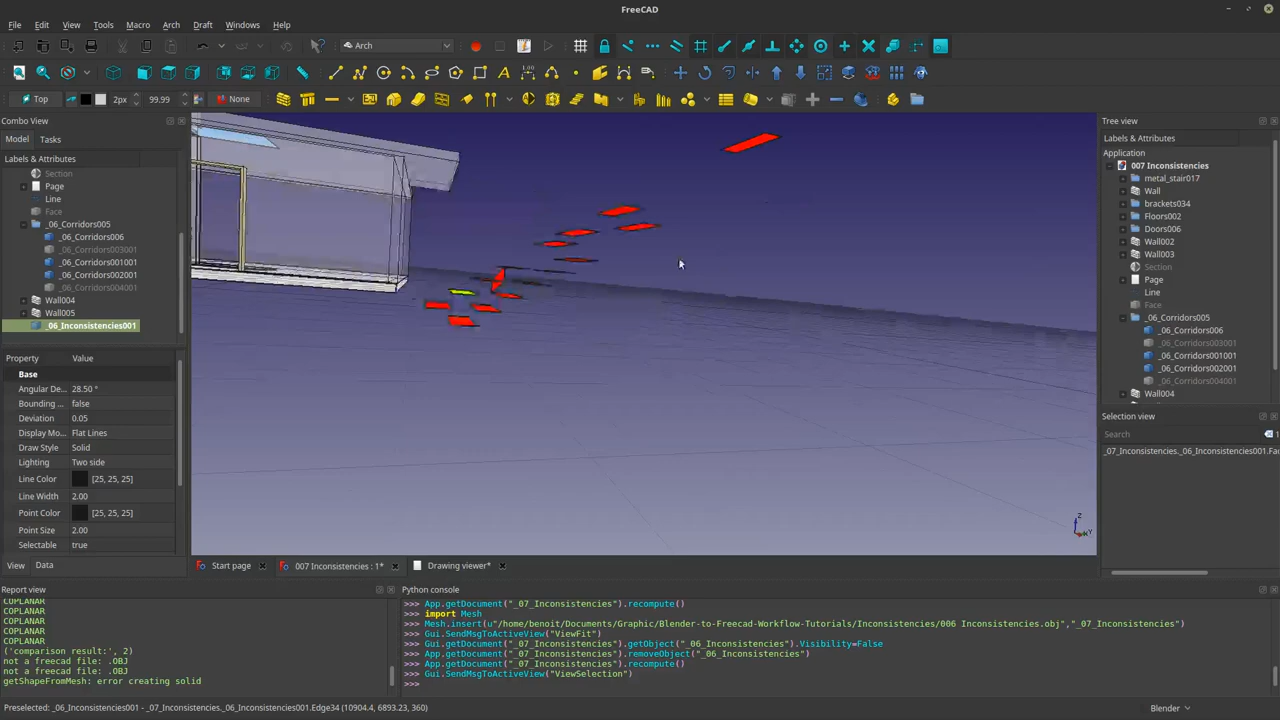 FreeCAD
File Edit View Tools Macro Arch Draft Windows Help
Arch
Top 2px 99.99 None
Combo View
Model Tasks
Labels & Attributes
Section
Page
Line
Face
_06_Corridors005
_06_Corridors006
_06_Corridors003001
_06_Corridors001001
_06_Corridors002001
_06_Corridors004001
Wall004
Wall005
_06_Inconsistencies001
Property Value
Base
Angular De... 28.50 °
Bounding ... false
Deviation 0.05
Display Mo... Flat Lines
Draw Style Solid
Lighting Two side
Line Color [25, 25, 25]
Line Width 2.00
Point Color [25, 25, 25]
Point Size 2.00
Selectable true
View Data
Z
Y
Start page 007 Inconsistencies : 1* Drawing viewer*
Tree view
Labels & Attributes
Application
007 Inconsistencies
metal_stair017
Wall
brackets034
Floors002
Doors006
Wall002
Wall003
Section
Page
Line
Face
_06_Corridors005
_06_Corridors006
_06_Corridors003001
_06_Corridors001001
_06_Corridors002001
_06_Corridors004001
Wall004
Selection view
Search
_07_Inconsistencies._06_Inconsistencies001.Fa
Report view
COPLANAR
COPLANAR
COPLANAR
COPLANAR
COPLANAR
('comparison result:', 2)
not a freecad file: .OBJ
not a freecad file: .OBJ
getShapeFromMesh: error creating solid
Python console
>>> App.getDocument("_07_Inconsistencies").recompute()
>>> import Mesh
>>> Mesh.insert(u"/home/benoit/Documents/Graphic/Blender-to-Freecad-Workflow-Tutorials/Inconsistencies/006 Inconsistencies.obj","_07_Inconsistencies")
>>> Gui.SendMsgToActiveView("ViewFit")
>>> Gui.getDocument("_07_Inconsistencies").getObject("_06_Inconsistencies").Visibility=False
>>> App.getDocument("_07_Inconsistencies").removeObject("_06_Inconsistencies")
>>> App.getDocument("_07_Inconsistencies").recompute()
>>> Gui.SendMsgToActiveView("ViewSelection")
>>>
Preselected: _06_Inconsistencies001 - _07_Inconsistencies._06_Inconsistencies001.Edge34 (10904.4, 6893.23, 360)
Blender